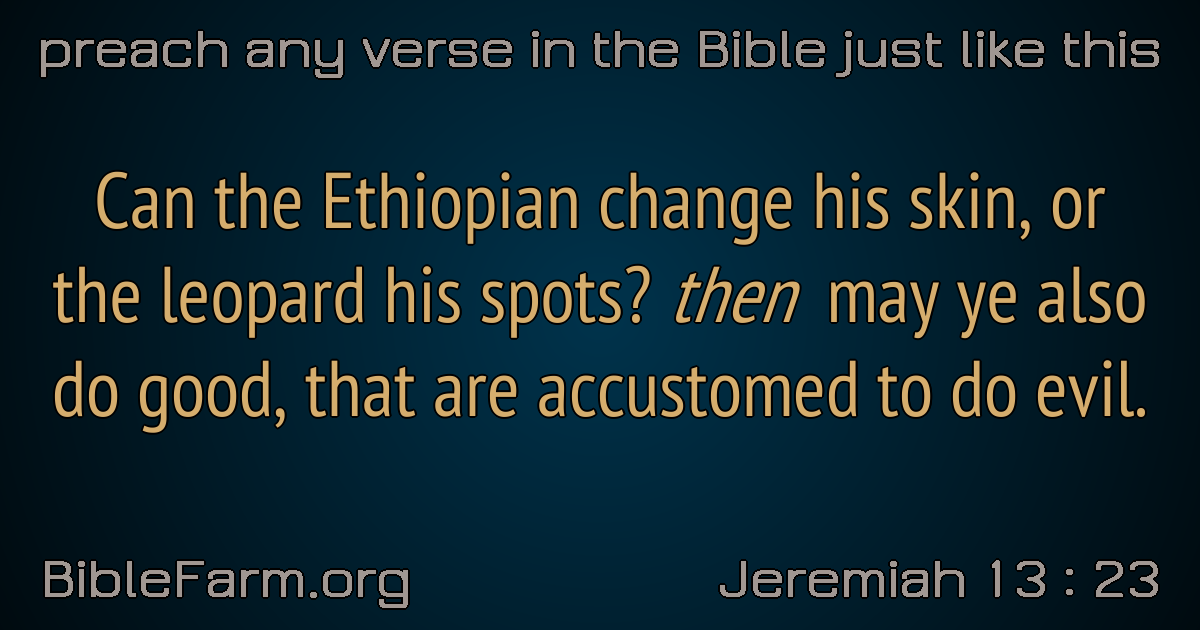 preach any verse in the Bible just like this
Can the Ethiopian change his skin, or
the leopard his spots? then may ye also
do good, that are accustomed to do evil.
BibleFarm.org
Jeremiah 13 : 23